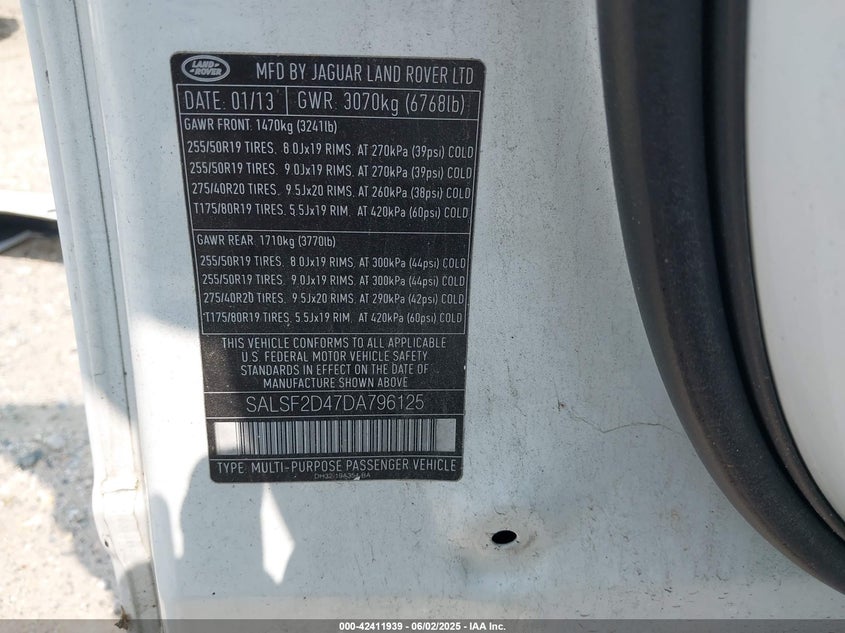 LAND ROVER MFD BY JAGUAR LAND ROVER LTD
DATE: 01/13 GWR: 3070kg (6768lb)
GAWR FRONT: 1470kg (3241lb)
255/50R19 TIRES, 8.0Jx19 RIMS, AT 270kPa (39psi) COLD
255/50R19 TIRES, 9.0Jx19 RIMS, AT 270kPa (39psi) COLD
275/40R20 TIRES, 9.5Jx20 RIMS, AT 260kPa (38psi) COLD
T175/80R19 TIRES, 5.5Jx19 RIM, AT 420kPa (60psi) COLD
GAWR REAR: 1710kg (3770lb)
255/50R19 TIRES, 8.0Jx19 RIMS, AT 300kPa (44psi) COLD
255/50R19 TIRES, 9.0Jx19 RIMS, AT 300kPa (44psi) COLD
275/40R20 TIRES, 9.5Jx20 RIMS, AT 290kPa (42psi) COLD
T175/80R19 TIRES, 5.5Jx19 RIM, AT 420kPa (60psi) COLD
THIS VEHICLE CONFORMS TO ALL APPLICABLE
U.S. FEDERAL MOTOR VEHICLE SAFETY
STANDARDS IN EFFECT ON THE DATE OF
MANUFACTURE SHOWN ABOVE
SALSF2D47DA796125
TYPE: MULTI-PURPOSE PASSENGER VEHICLE
DH32-19A354-BA
000-42411939 - 06/02/2025 - IAA Inc.